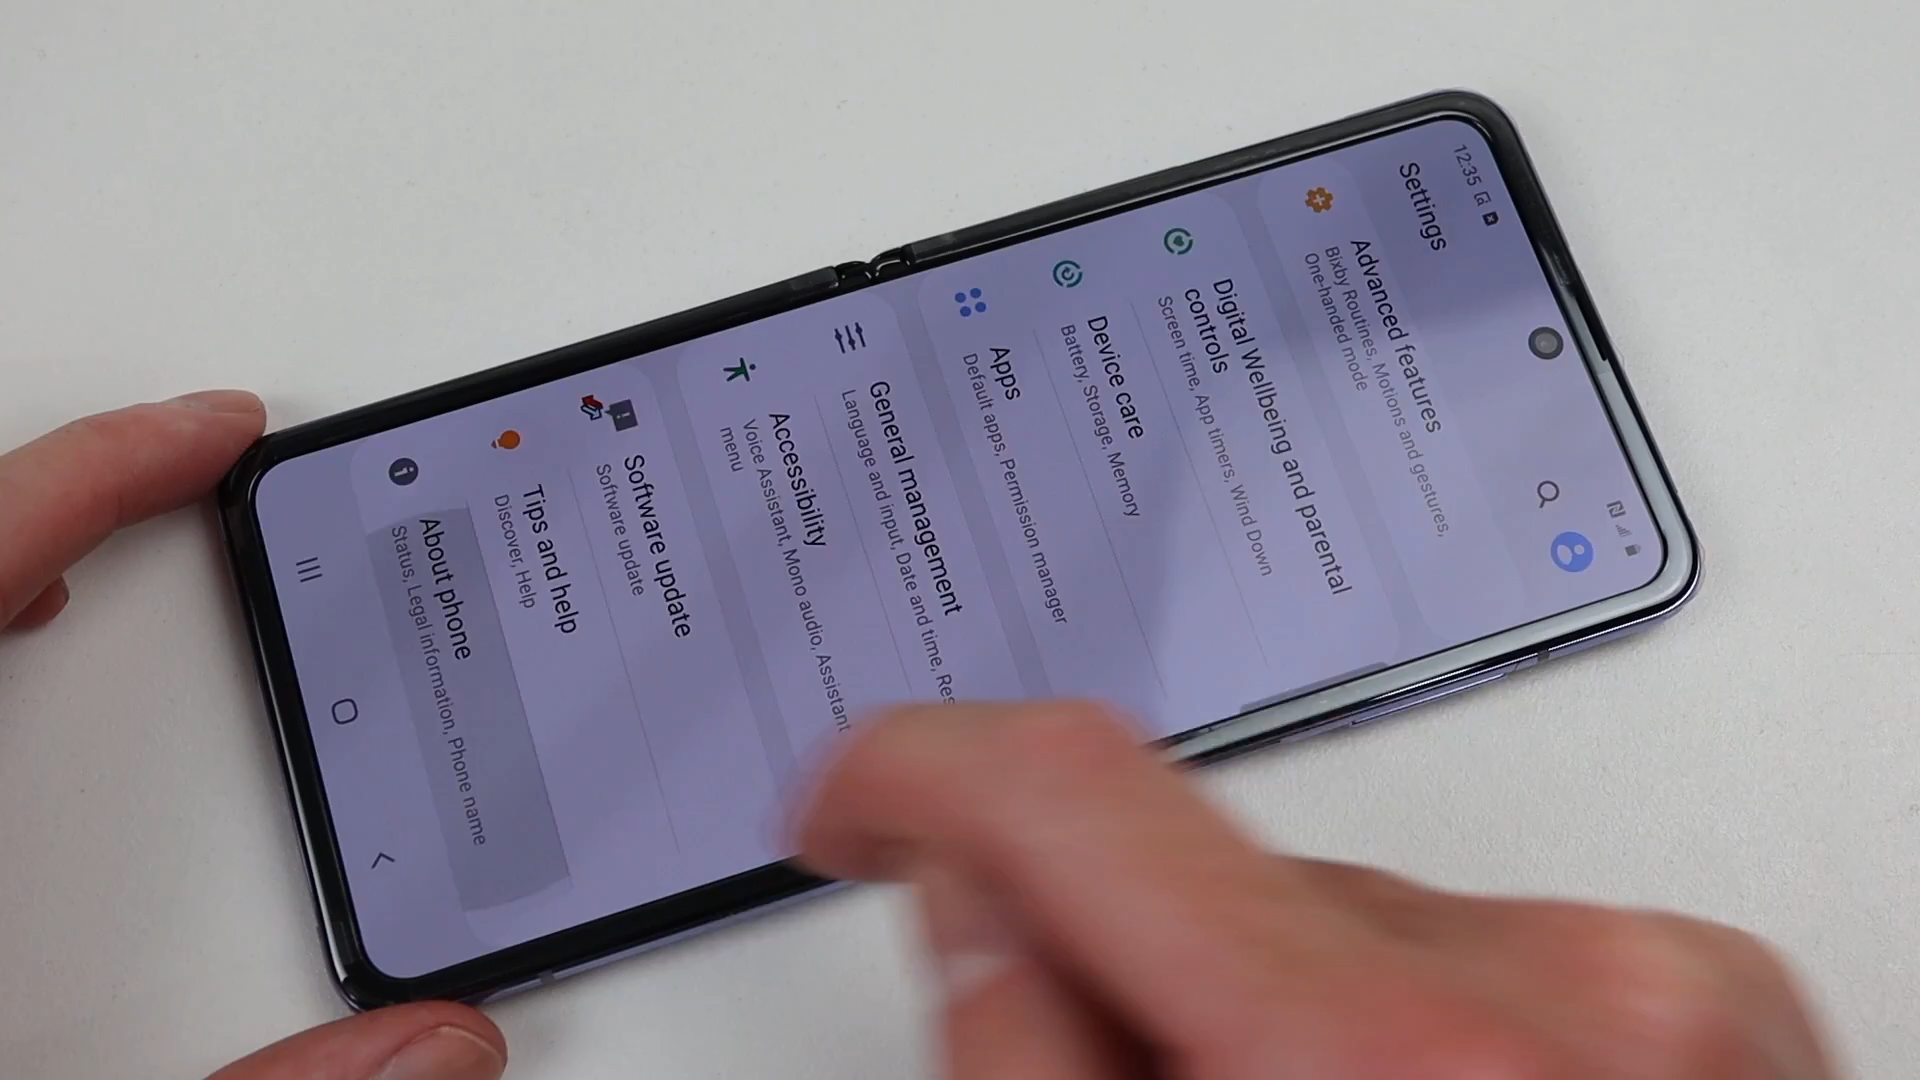 12:35
Settings
Advanced features
Bixby Routines, Motions and gestures,
One-handed mode
Digital Wellbeing and parental
controls
Screen time, App timers, Wind Down
Device care
Battery, Storage, Memory
Apps
Default apps, Permission manager
General management
Language and input, Date and time, Res
Accessibility
Voice Assistant, Mono audio, Assistant
menu
Software update
Software update
Tips and help
Discover, Help
About phone
Status, Legal information, Phone name